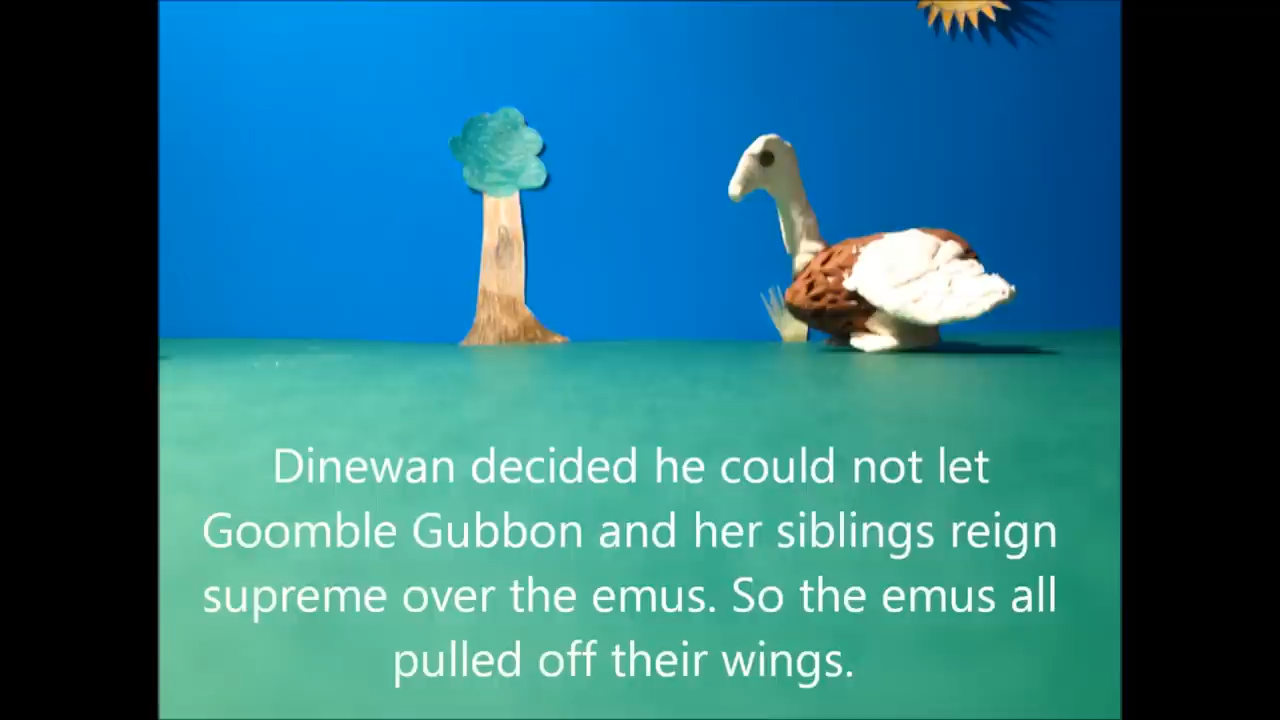 Dinewan decided he could not let
Goomble Gubbon and her siblings reign
supreme over the emus. So the emus all
pulled off their wings.